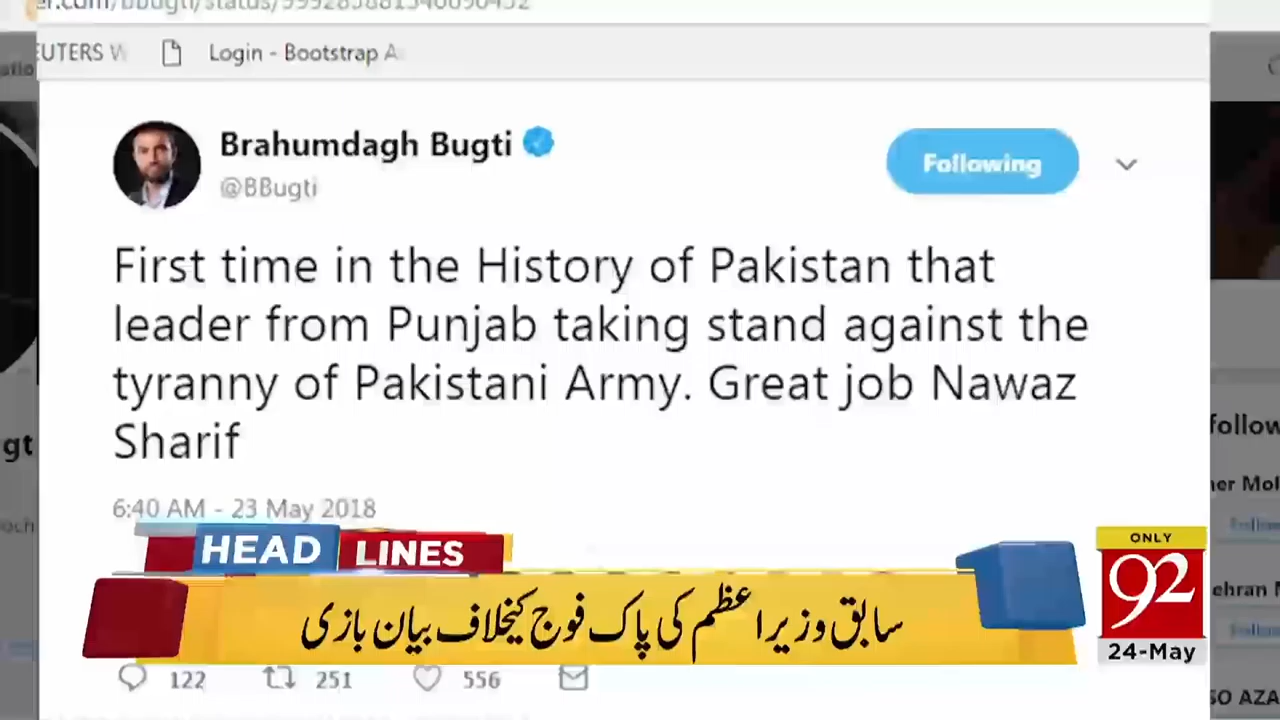 Login - Bootstrap A
Brahumdagh Bugti
@BBugti
Following
First time in the History of Pakistan that
leader from Punjab taking stand against the
tyranny of Pakistani Army. Great job Nawaz
Sharif
6:40 AM - 23 May 2018
HEAD LINES
سابق وزیراعظم کی پاک فوج کیخلاف بیان بازی
ONLY
92
24-May
122 251 556